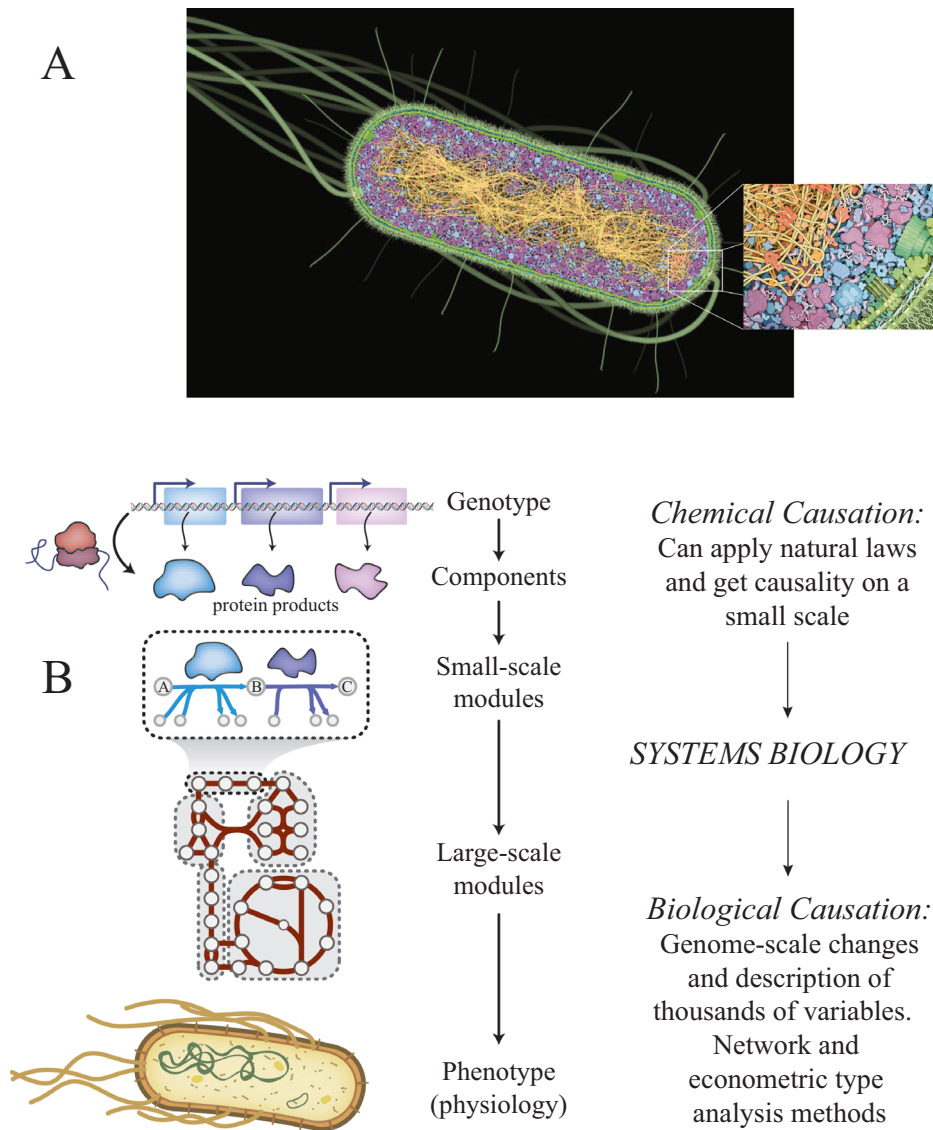 A
Genotype
Components
protein products
B
A
B
C
Small-scale
modules
Large-scale
modules
Phenotype
(physiology)
Chemical Causation:
Can apply natural laws
and get causality on a
small scale
SYSTEMS BIOLOGY
Biological Causation:
Genome-scale changes
and description of
thousands of variables.
Network and
econometric type
analysis methods